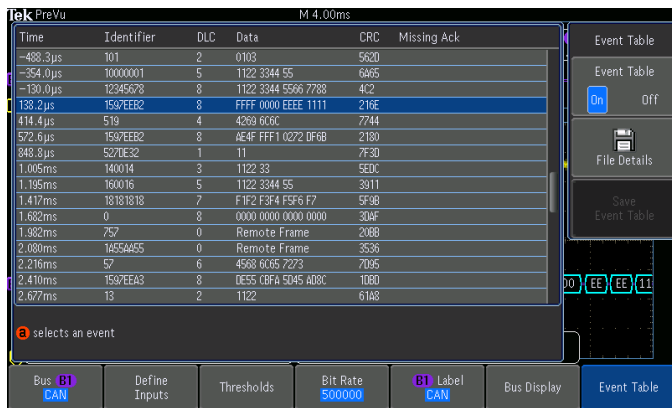 Tek PreVu M 4.00ms
Time Identifier DLC Data CRC Missing Ack
-488.3µs 101 2 0103 562D
-354.0µs 10000001 5 1122 3344 55 6A65
-130.0µs 12345678 8 1122 3344 5566 7788 4C2
138.2µs 1597EEB2 8 FFFF 0000 EEEE 1111 216E
414.4µs 519 4 4269 6C6C 7744
572.6µs 1597EEB2 8 AE4F FFF1 0272 DF6B 2180
848.8µs 5270E32 1 11 7F3D
1.005ms 140014 3 1122 33 5EDC
1.195ms 160016 5 1122 3344 55 3911
1.417ms 18181818 7 F1F2 F3F4 F5F6 F7 5F9B
1.682ms 0 8 0000 0000 0000 0000 3DAF
1.982ms 757 0 Remote Frame 20BB
2.080ms 1A55AA55 0 Remote Frame 3536
2.216ms 57 6 4568 6C65 7273 7D95
2.410ms 1597EEA3 8 DE55 CBFA 5D45 AD8C 1DBD
2.677ms 13 2 1122 61A8
a selects an event
Event Table
Event Table
On Off
File Details
Save
Event Table
00 EE EE 11
Bus B1
CAN
Define
Inputs
Thresholds
Bit Rate
500000
B1 Label
CAN
Bus Display
Event Table